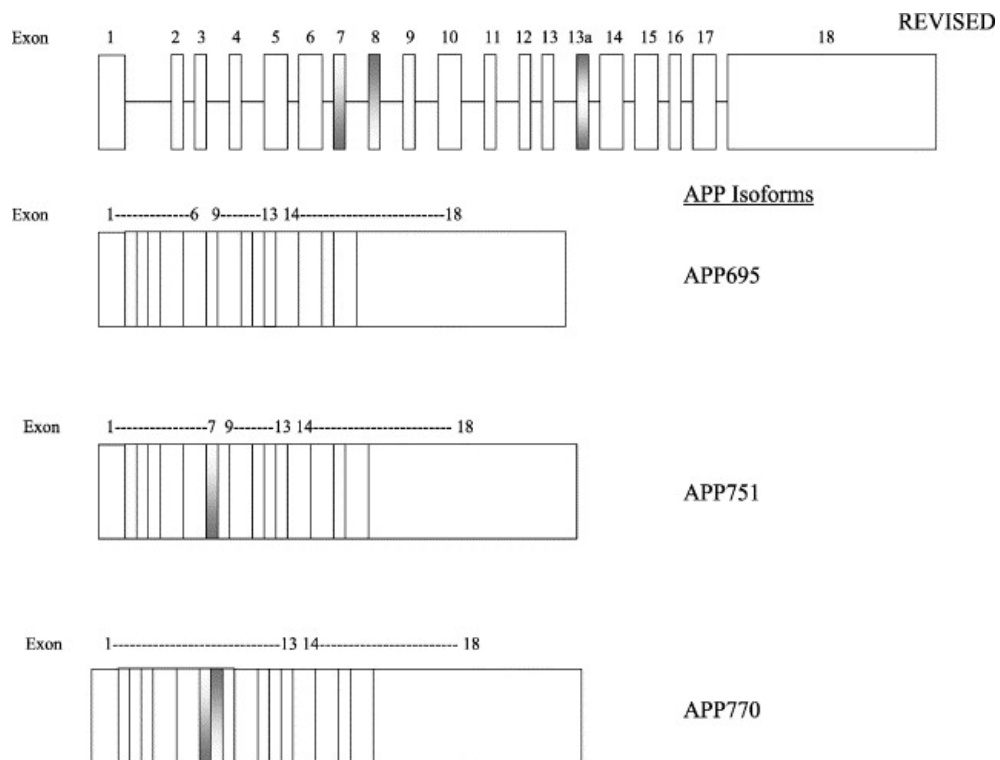 REVISED
Exon 1 2 3 4 5 6 7 8 9 10 11 12 13 13a 14 15 16 17 18
APP Isoforms
Exon 1-------------6 9-------13 14-------------------------18
APP695
Exon 1----------------7 9-------13 14------------------------ 18
APP751
Exon 1-----------------------------13 14------------------------ 18
APP770